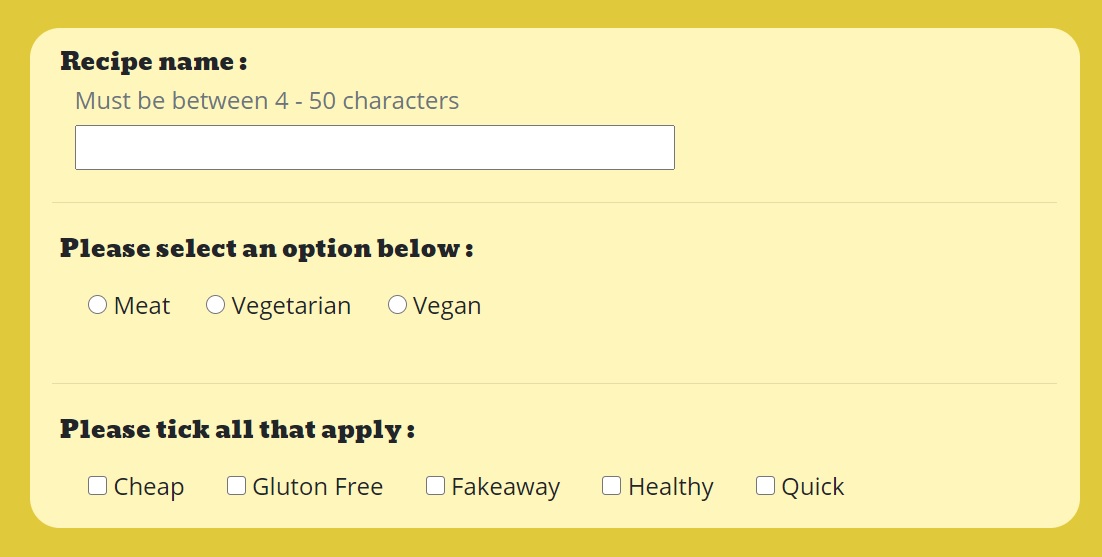 Recipe name:
Must be between 4 - 50 characters
Please select an option below:
Meat Vegetarian Vegan
Please tick all that apply:
Cheap Gluton Free Fakeaway Healthy Quick